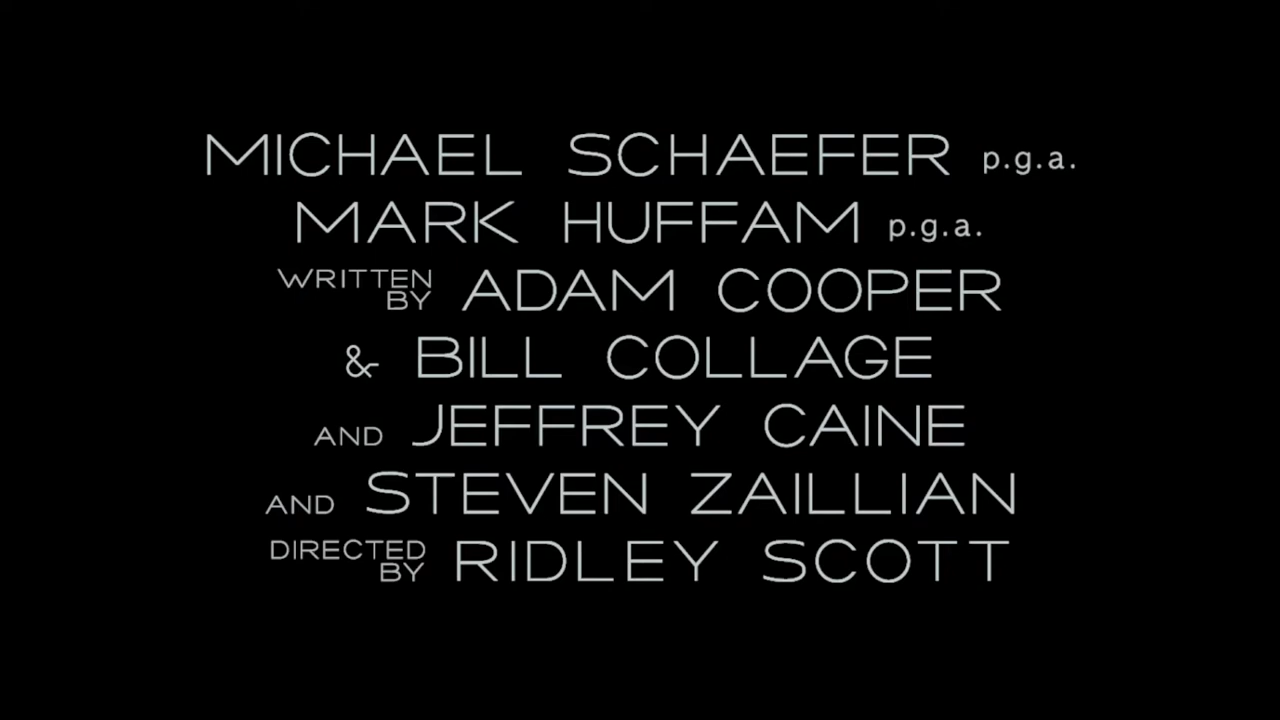 MICHAEL SCHAEFER p.g.a.
MARK HUFFAM p.g.a.
WRITTEN BY ADAM COOPER
& BILL COLLAGE
AND JEFFREY CAINE
AND STEVEN ZAILLIAN
DIRECTED BY RIDLEY SCOTT